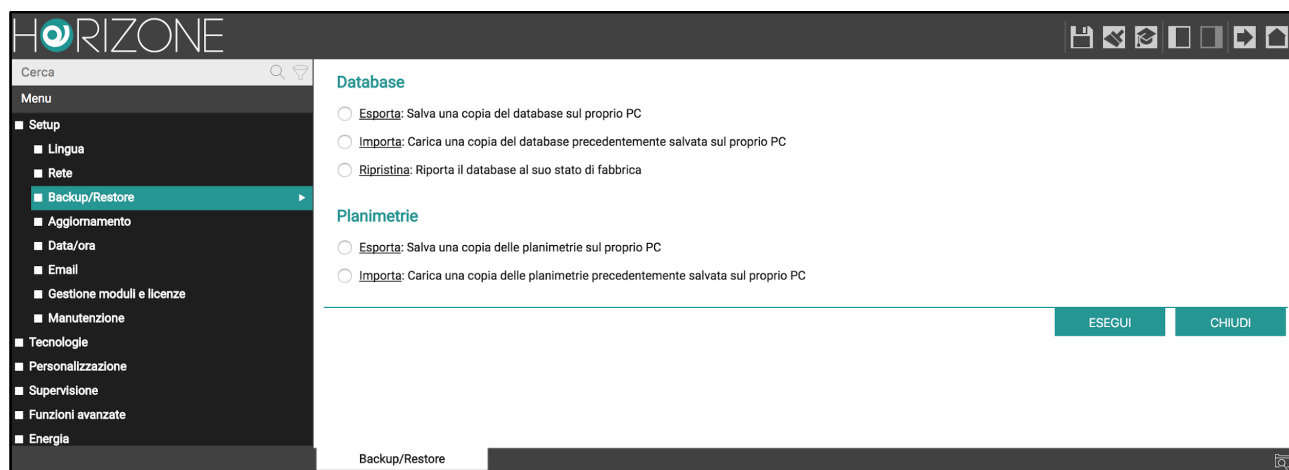 HORIZONE
Cerca
Menu
Setup
Lingua
Rete
Backup/Restore
Aggiornamento
Data/ora
Email
Gestione moduli e licenze
Manutenzione
Tecnologie
Personalizzazione
Supervisione
Funzioni avanzate
Energia
Database
Esporta: Salva una copia del database sul proprio PC
Importa: Carica una copia del database precedentemente salvata sul proprio PC
Ripristina: Riporta il database al suo stato di fabbrica
Planimetrie
Esporta: Salva una copia delle planimetrie sul proprio PC
Importa: Carica una copia delle planimetrie precedentemente salvata sul proprio PC
ESEGUI
CHIUDI
Backup/Restore